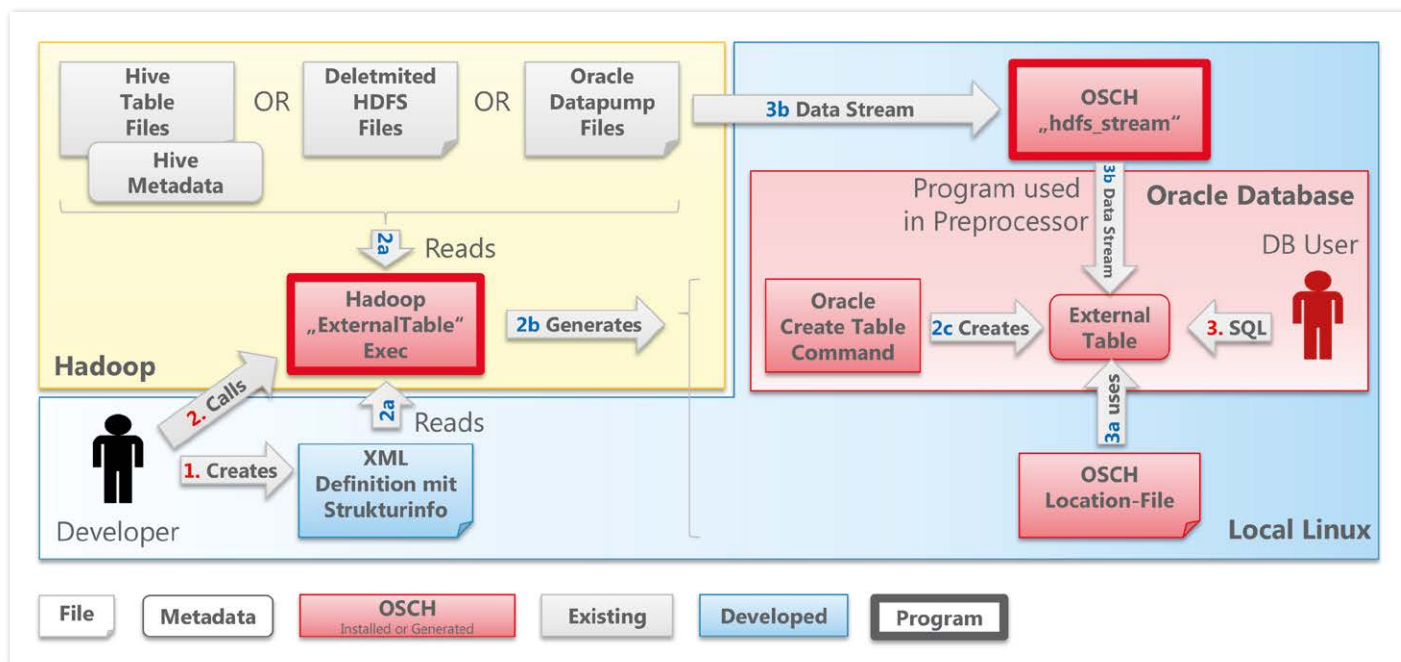 Hive
Table
Files
OR
Deletmited
HDFS
Files
OR
Oracle
Datapump
Files
Hive
Metadata
3b Data Stream
OSCH
„hdfs_stream“
3b Data Stream
Program used
in Preprocessor
Oracle Database
DB User
2a
Reads
Hadoop
„ExternalTable“
Exec
2b Generates
Oracle
Create Table
Command
2c Creates
External
Table
3. SQL
Hadoop
2. Calls
2a
Reads
3a uses
1. Creates
XML
Definition mit
Strukturinfo
OSCH
Location-File
Developer
Local Linux
File
Metadata
OSCH
Installed or Generated
Existing
Developed
Program